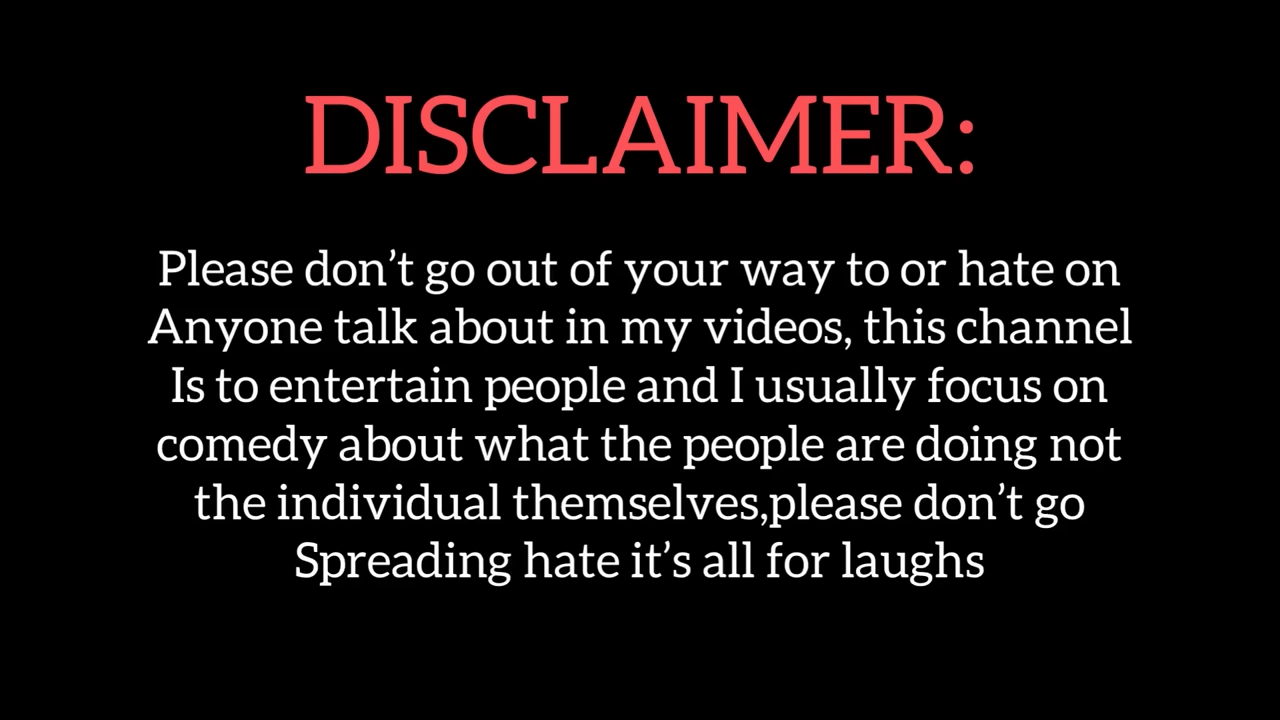 DISCLAIMER:
Please don’t go out of your way to or hate on
Anyone talk about in my videos, this channel
Is to entertain people and I usually focus on
comedy about what the people are doing not
the individual themselves,please don’t go
Spreading hate it’s all for laughs